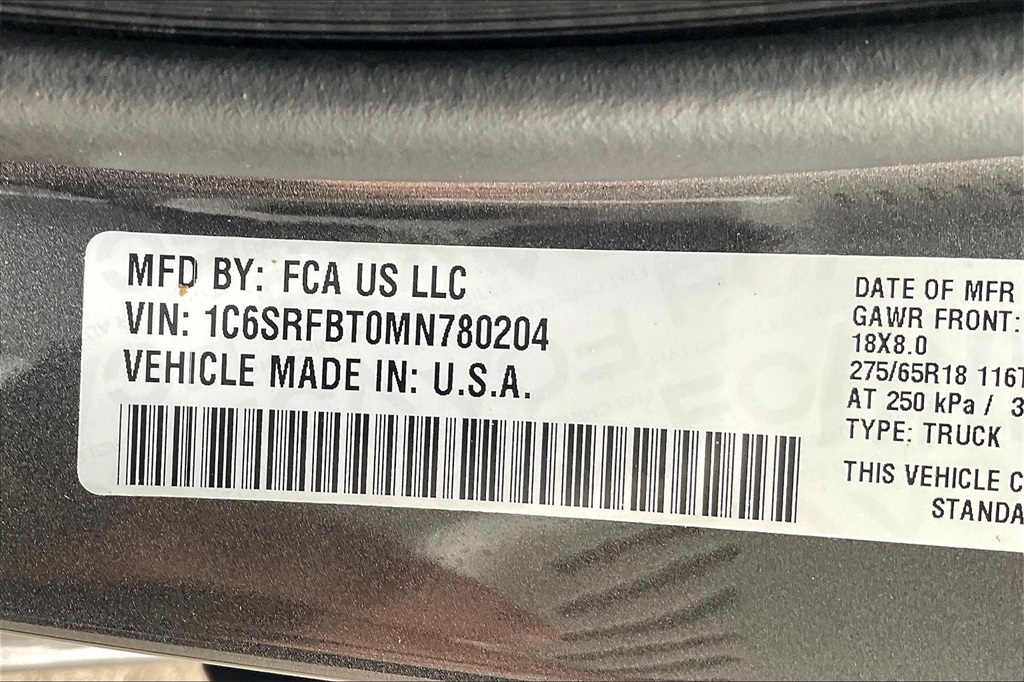 MFD BY: FCA US LLC
VIN: 1C6SRFBT0MN780204
VEHICLE MADE IN: U.S.A.
DATE OF MFR
GAWR FRONT:
18X8.0
275/65R18 116T
AT 250 kPa / 3
TYPE: TRUCK
THIS VEHICLE C
STANDA